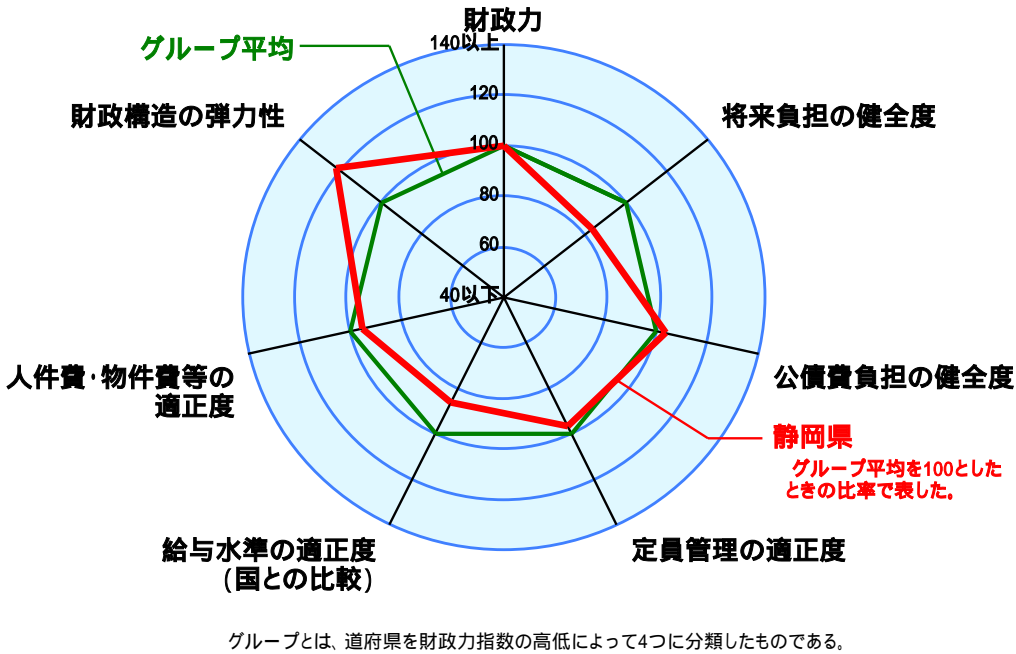 財政力
140以上
グループ平均
120
財政構造の弾力性
将来負担の健全度
100
80
60
40以下
人件費・物件費等の
適正度
公債費負担の健全度
静岡県
グループ平均を100とした
ときの比率で表した。
給与水準の適正度
(国との比較)
定員管理の適正度
グループとは、道府県を財政力指数の高低によって4つに分類したものである。